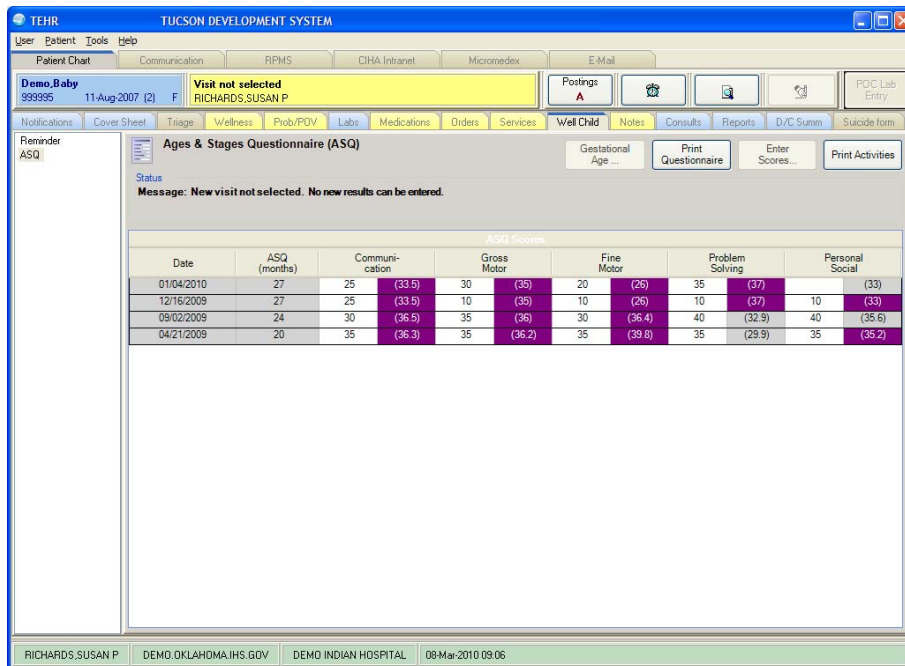 TEHR TUCSON DEVELOPMENT SYSTEM
User Patient Tools Help
Patient Chart Communication RPMS CIHA Intranet Micromedex E-Mail
Demo,Baby
999995 11-Aug-2007 (2) F
Visit not selected
RICHARDS,SUSAN P
Postings
A
POC Lab
Entry
Notifications Cover Sheet Triage Wellness Prob/POV Labs Medications Orders Services Well Child Notes Consults Reports D/C Summ Suicide form
Reminder
ASQ
Ages & Stages Questionnaire (ASQ)
Gestational
Age ...
Print
Questionnaire
Enter
Scores...
Print Activities
Status
Message: New visit not selected. No new results can be entered.
ASQ Scores
Date ASQ (months) Communi-cation Gross Motor Fine Motor Problem Solving Personal Social
01/04/2010 27 25 (33.5) 30 (35) 20 (26) 35 (37) (33)
12/16/2009 27 25 (33.5) 10 (35) 10 (26) 10 (37) 10 (33)
09/02/2009 24 30 (36.5) 35 (36) 30 (36.4) 40 (32.9) 40 (35.6)
04/21/2009 20 35 (36.3) 35 (36.2) 35 (39.8) 35 (29.9) 35 (35.2)
RICHARDS,SUSAN P DEMO.OKLAHOMA.IHS.GOV DEMO INDIAN HOSPITAL 08-Mar-2010 09:06